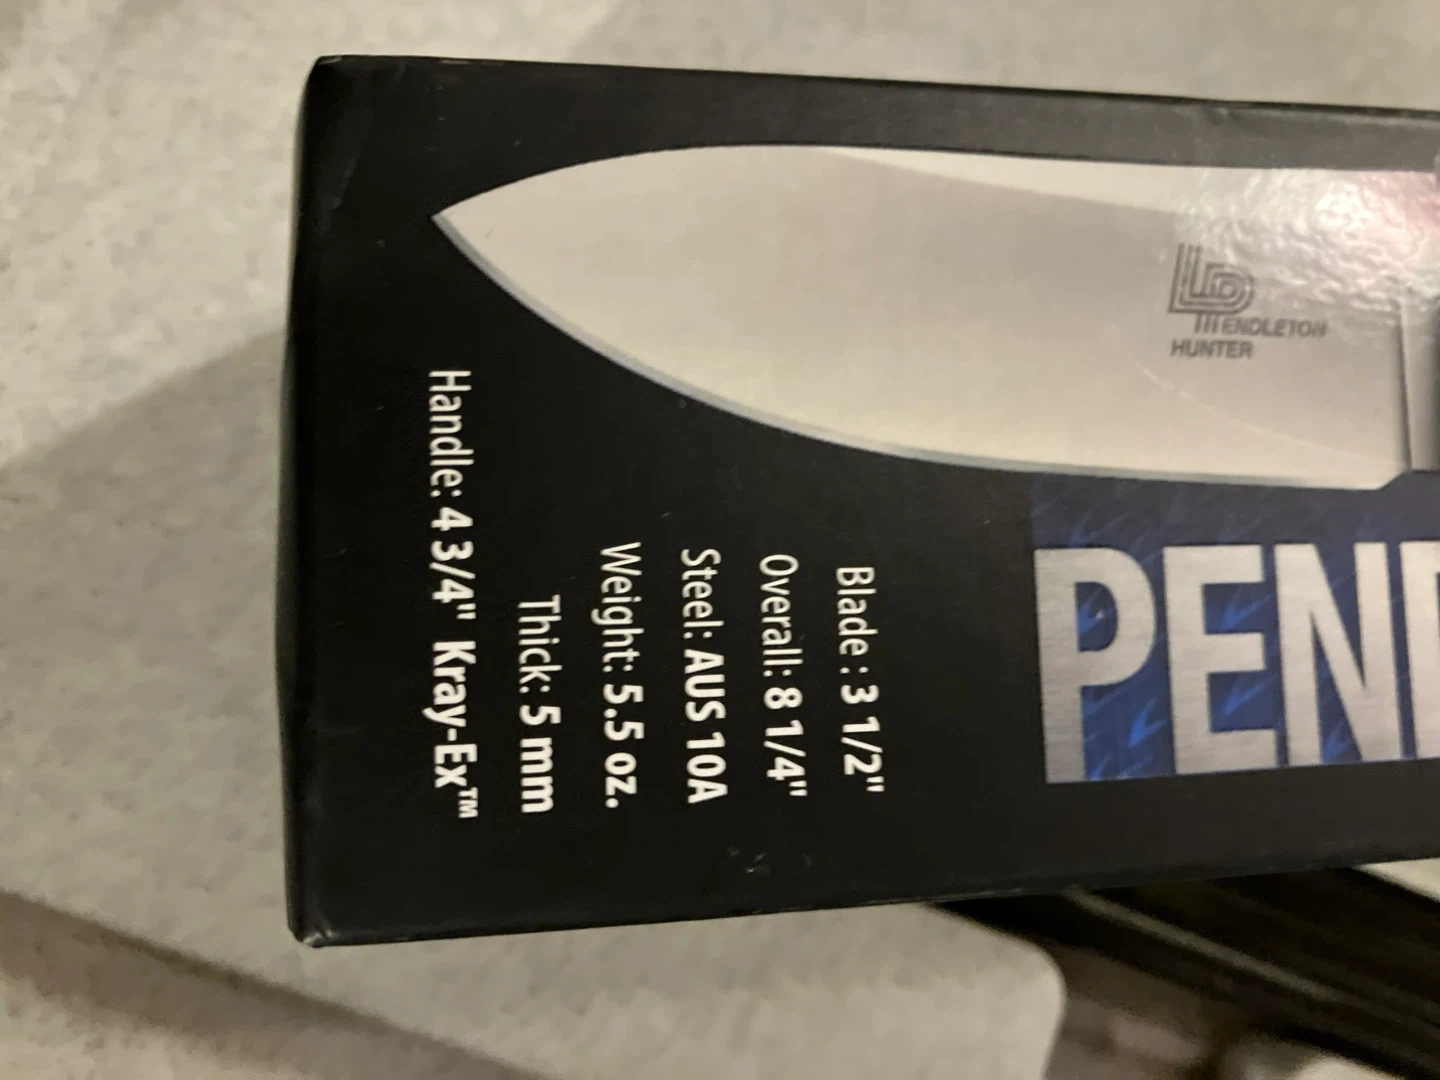 ENDLETON
HUNTER
PEN
Blade : 3 1/2"
Overall: 8 1/4"
Steel: AUS 10A
Weight: 5.5 oz.
Thick: 5 mm
Handle: 4 3/4" Kray-Ex™